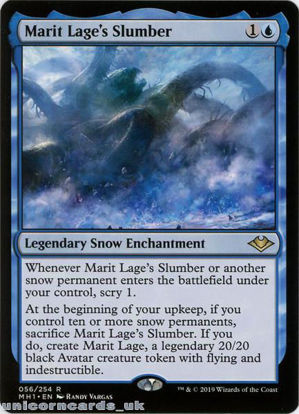 Marit Lage's Slumber 1
Legendary Snow Enchantment
Whenever Marit Lage's Slumber or another
snow permanent enters the battlefield under
your control, scry 1.
At the beginning of your upkeep, if you
control ten or more snow permanents,
sacrifice Marit Lage's Slumber. If you
do, create Marit Lage, a legendary 20/20
black Avatar creature token with flying and
indestructible.
056/254 R
MH1 • EN RANDY VARGAS
™ & © 2019 Wizards of the Coast
unicorncards_uk